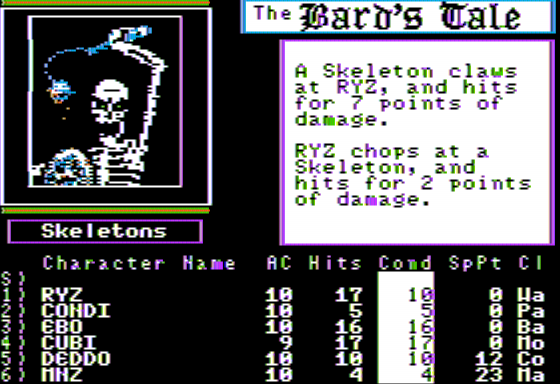 The Bard's Tale
A Skeleton claws
at RYZ, and hits
for 7 points of
damage.
RYZ chops at a
Skeleton, and
hits for 2 points
of damage.
Skeletons
Character Name AC Hits Cond SpPt Cl
S)
1) RYZ 10 17 10 0 Wa
2) CONDI 10 5 5 0 Pa
3) EBO 10 16 16 0 Ba
4) CUBI 9 17 17 0 Mo
5) DEDDO 10 10 10 12 Co
6) MNZ 10 4 4 23 Ma